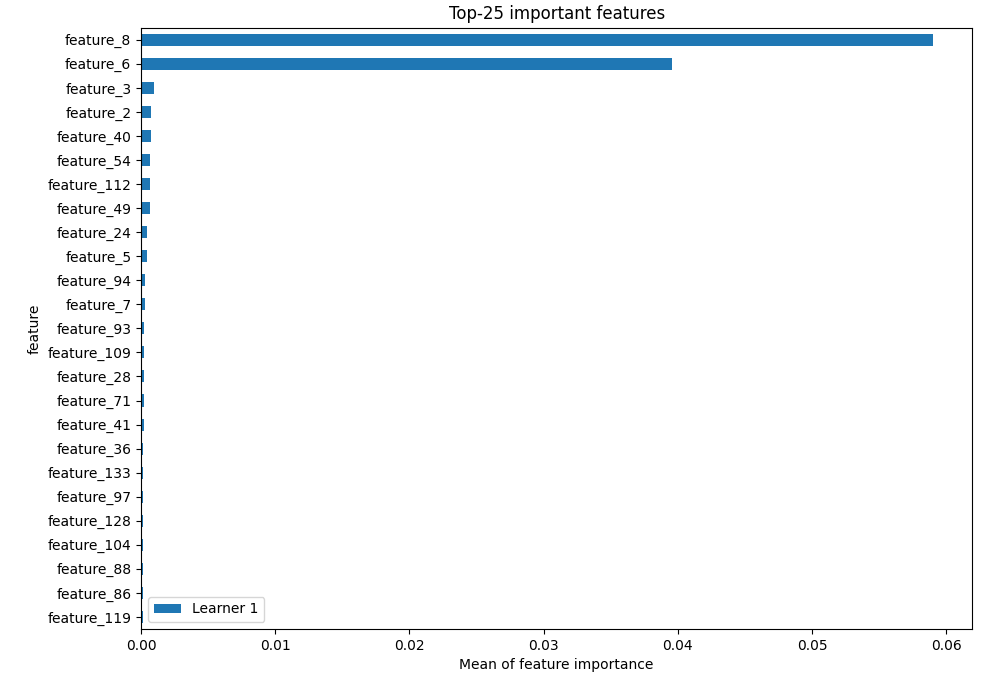 Top-25 important features
feature_8
feature_6
feature_3
feature_2
feature_40
feature_54
feature_112
feature_49
feature_24
feature_5
feature_94
feature_7
feature_93
feature_109
feature_28
feature_71
feature_41
feature_36
feature_133
feature_97
feature_128
feature_104
feature_88
feature_86
feature_119
feature
Learner 1
0.00 0.01 0.02 0.03 0.04 0.05 0.06
Mean of feature importance